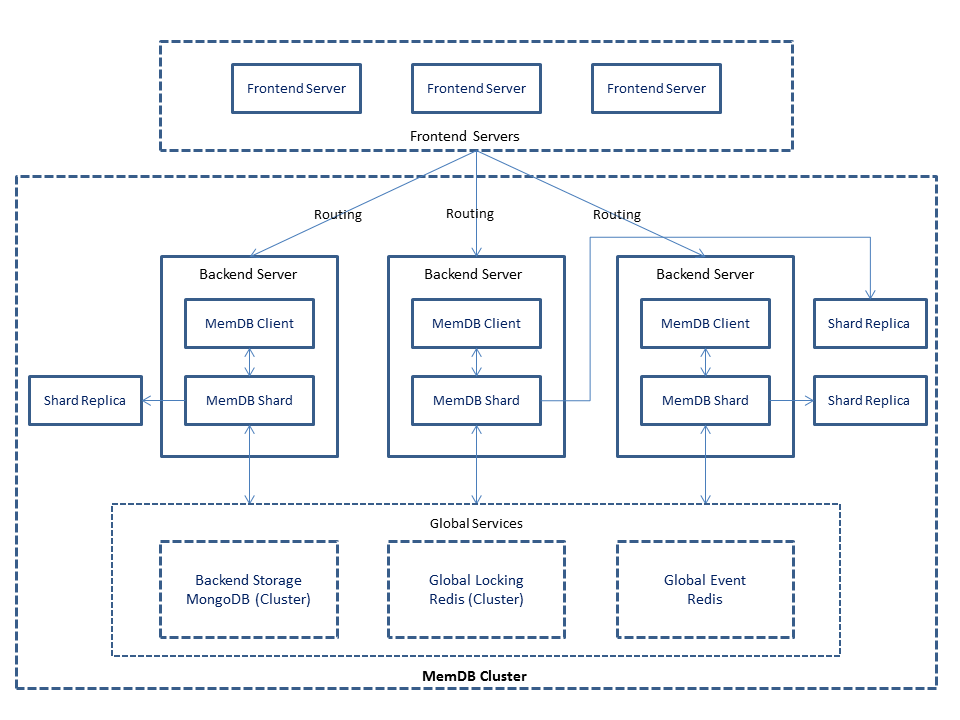 Frontend Server
Frontend Server
Frontend Server
Frontend Servers
Routing
Routing
Routing
Backend Server
Backend Server
Backend Server
MemDB Client
MemDB Client
MemDB Client
Shard Replica
Shard Replica
MemDB Shard
MemDB Shard
MemDB Shard
Shard Replica
Global Services
Backend Storage
MongoDB (Cluster)
Global Locking
Redis (Cluster)
Global Event
Redis
MemDB Cluster